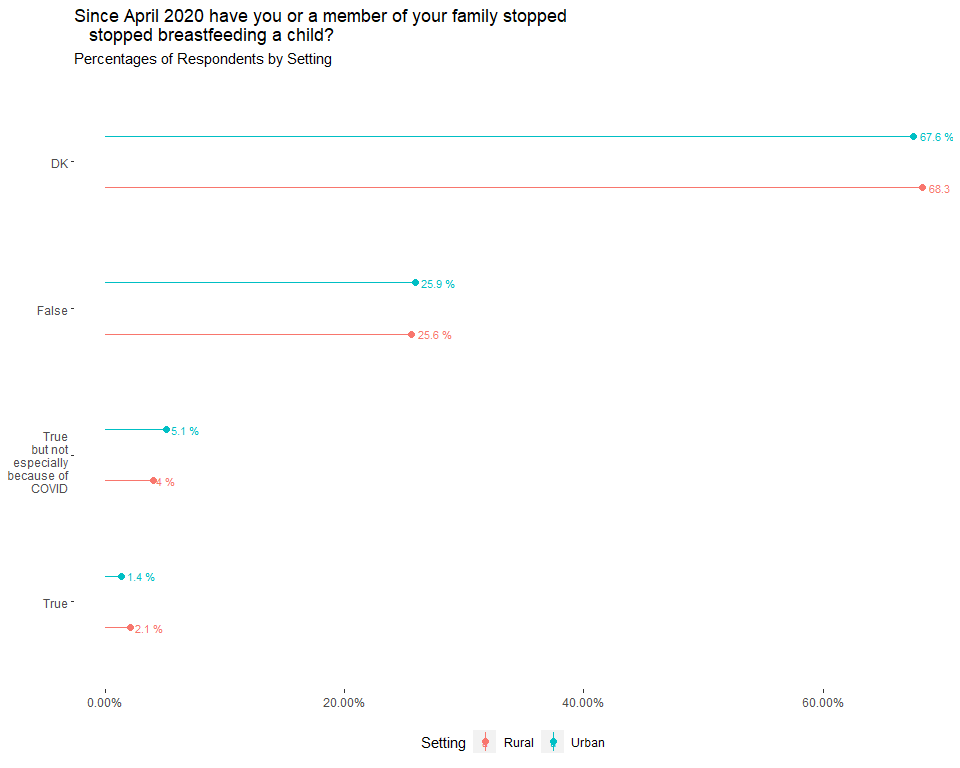 Since April 2020 have you or a member of your family stopped
stopped breastfeeding a child?
Percentages of Respondents by Setting
67.6 %
DK
68.3
25.9 %
False
25.6 %
5.1 %
True
but not
especially
because of
COVID
4 %
1.4 %
True
2.1 %
0.00% 20.00% 40.00% 60.00%
Setting Rural Urban